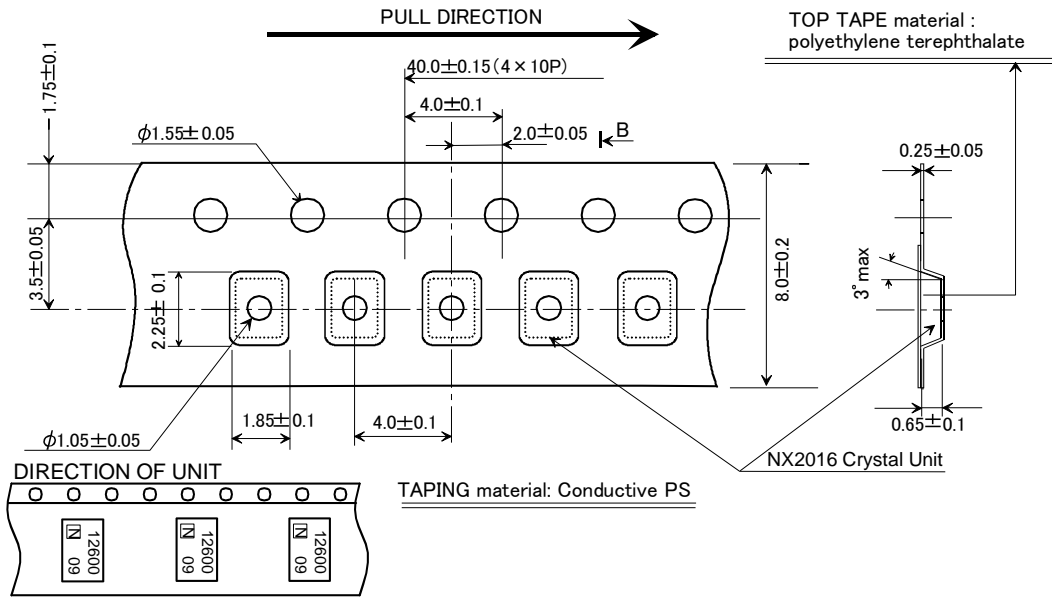 PULL DIRECTION
TOP TAPE material :
polyethylene terephthalate
1.75±0.1
40.0±0.15(4×10P)
4.0±0.1
φ1.55±0.05
2.0±0.05
B
0.25±0.05
3.5±0.05
2.25±0.1
8.0±0.2
3°max
1.85±0.1
4.0±0.1
0.65±0.1
φ1.05±0.05
NX2016 Crystal Unit
DIRECTION OF UNIT
TAPING material: Conductive PS
12600
N 09
12600
N 09
12600
N 09